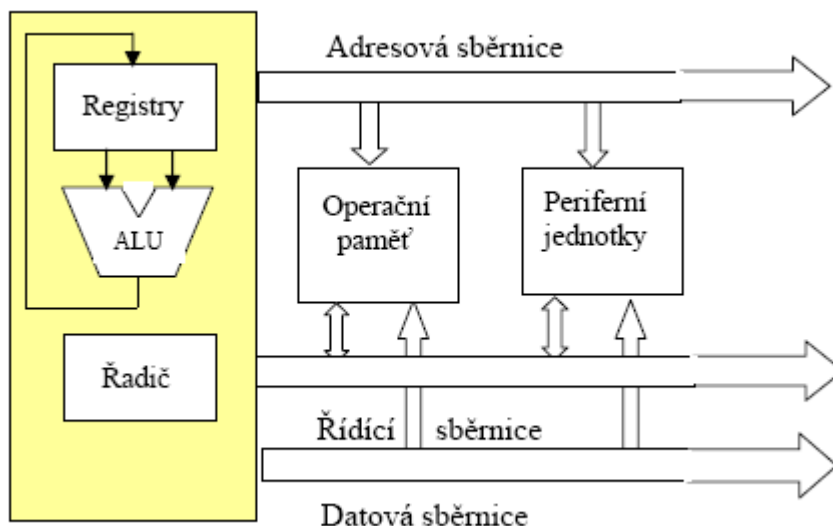 Adresová sběrnice
Registry
ALU
Řadič
Operační
paměť
Periferní
jednotky
Řídící sběrnice
Datová sběrnice